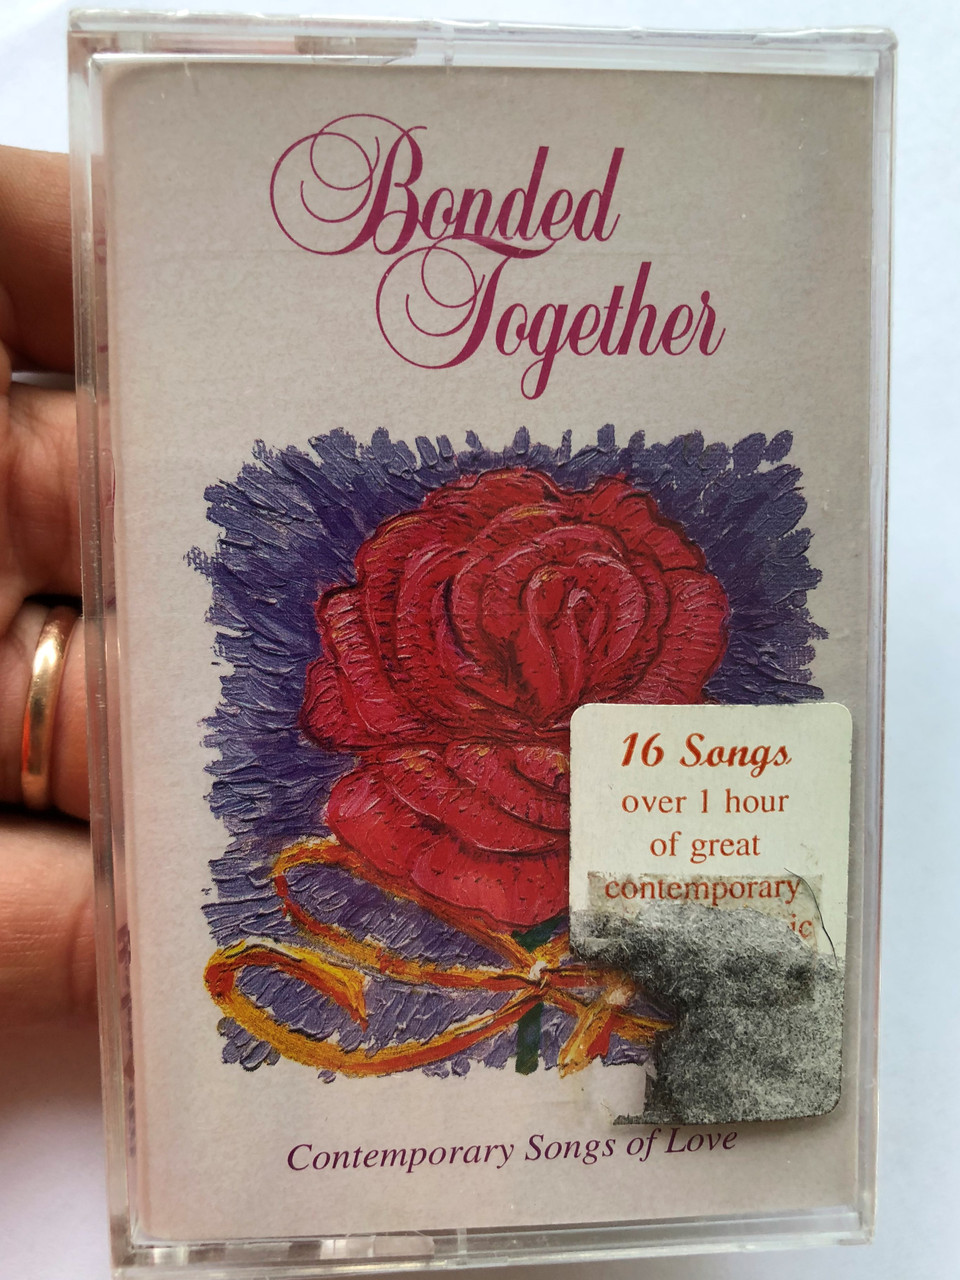 Bonded
Together
16 Songs
over 1 hour
of great
contemporary
Contemporary Songs of Love